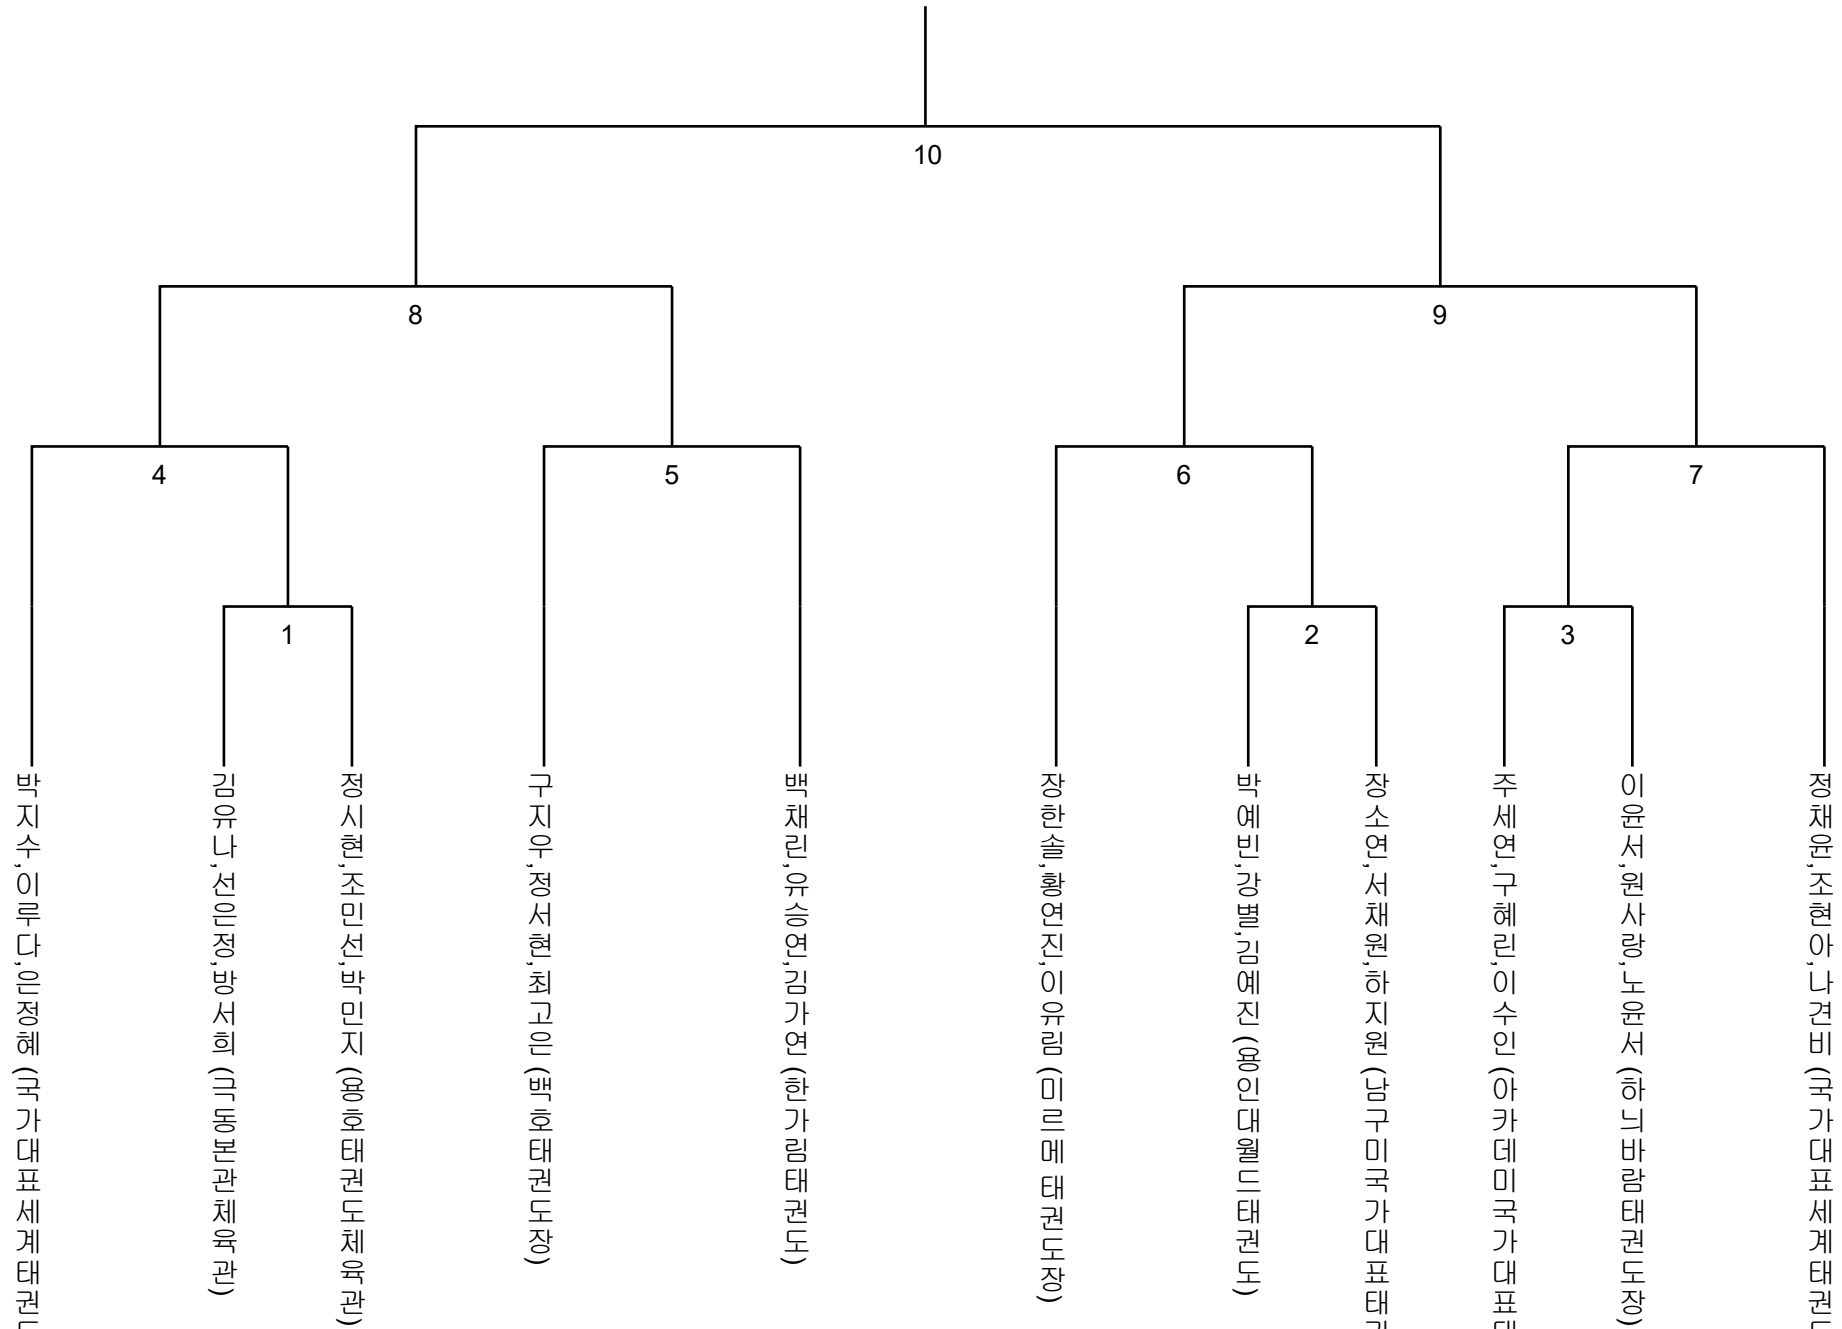 10
8
9
4
5
6
7
1
2
3
박지수,이루다,은정혜 (국가대표세계태권
김유나,선은정,방서희 (극동본관체육관)
정시현,조민선,박민지 (용호태권도체육관)
구지우,정서현,최고은 (백호태권도장)
백채린,유승연,김가연 (한가림태권도)
장한솔,황연진,이유림 (미르메 태권도장)
박예빈,강별,김예진 (용인대월드태권도)
장소연,서채원,하지원 (남구미국가대표태
주세연,구혜린,이수인 (아카데미국가대표
이윤서,원사랑,노윤서 (하늬바람태권도장)
정채윤,조현아,나견비 (국가대표세계태권